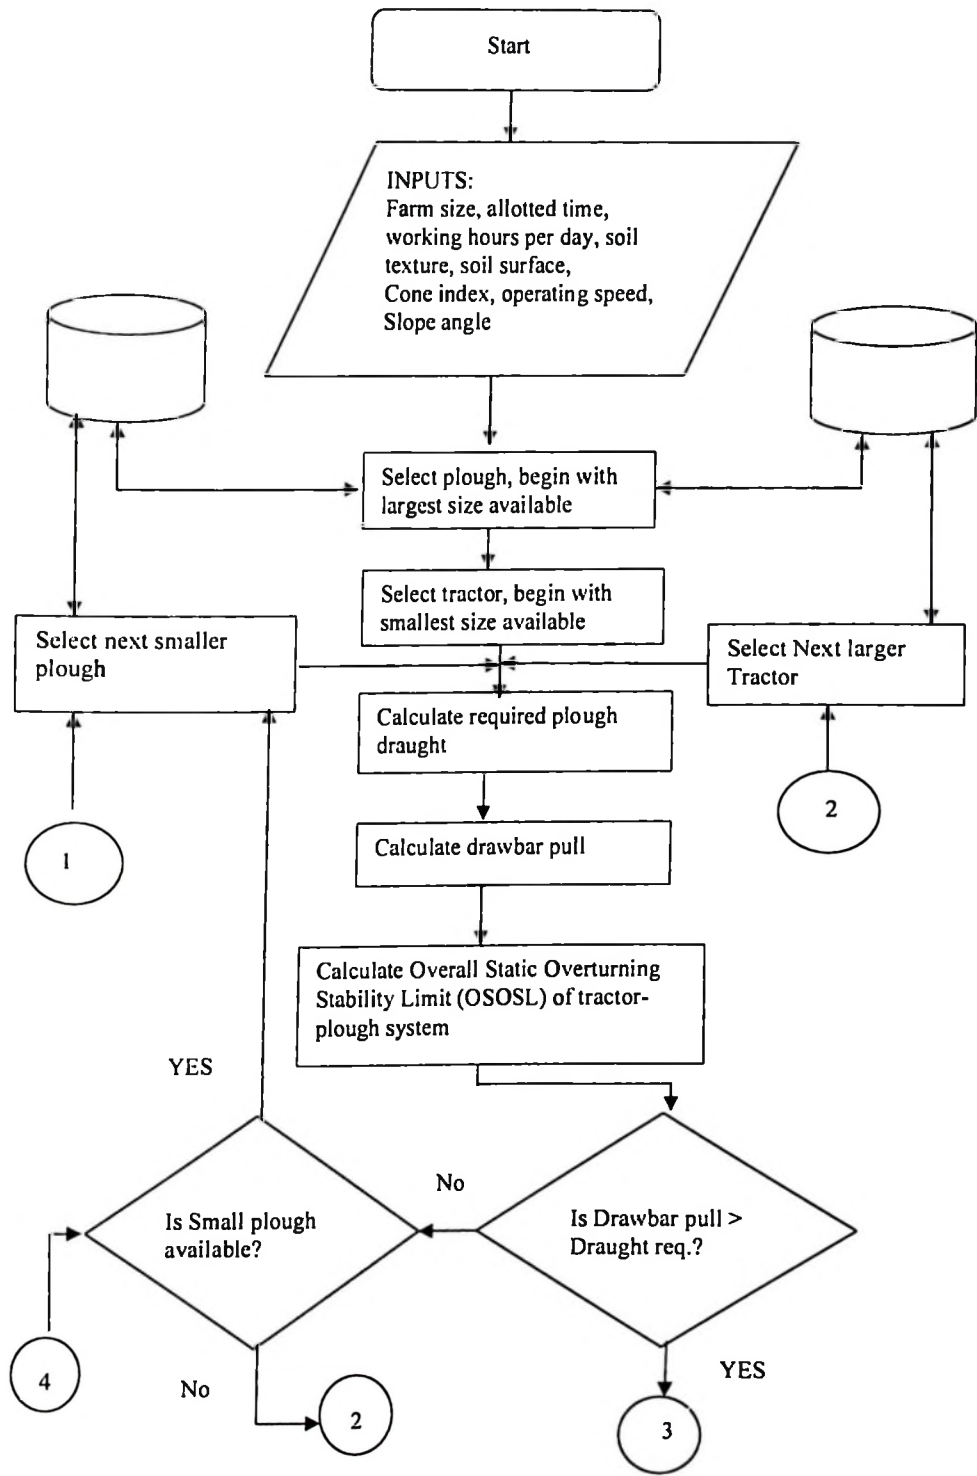 Start
INPUTS:
Farm size, allotted time,
working hours per day, soil
texture, soil surface,
Cone index, operating speed,
Slope angle
Select plough, begin with
largest size available
Select tractor, begin with
smallest size available
Select next smaller
plough
Select Next larger
Tractor
Calculate required plough
draught
2
Calculate drawbar pull
1
Calculate Overall Static Overturning
Stability Limit (OSOSL) of tractor-
plough system
YES
No
Is Small plough
available?
Is Drawbar pull >
Draught req.?
4
No
YES
2
3